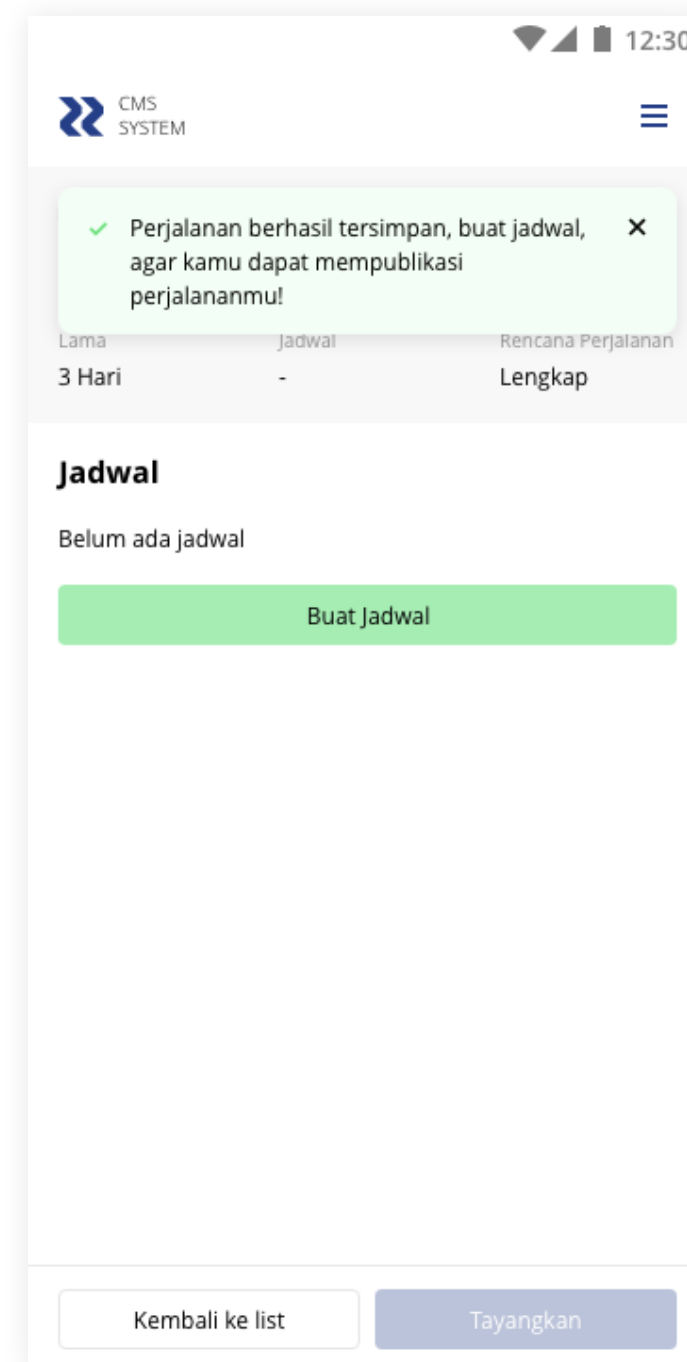 12:30
CMS
SYSTEM
Perjalanan berhasil tersimpan, buat jadwal,
agar kamu dapat mempublikasi
perjalananmu!
Lama Jadwal Rencana Perjalanan
3 Hari - Lengkap
Jadwal
Belum ada jadwal
Buat Jadwal
Kembali ke list Tayangkan